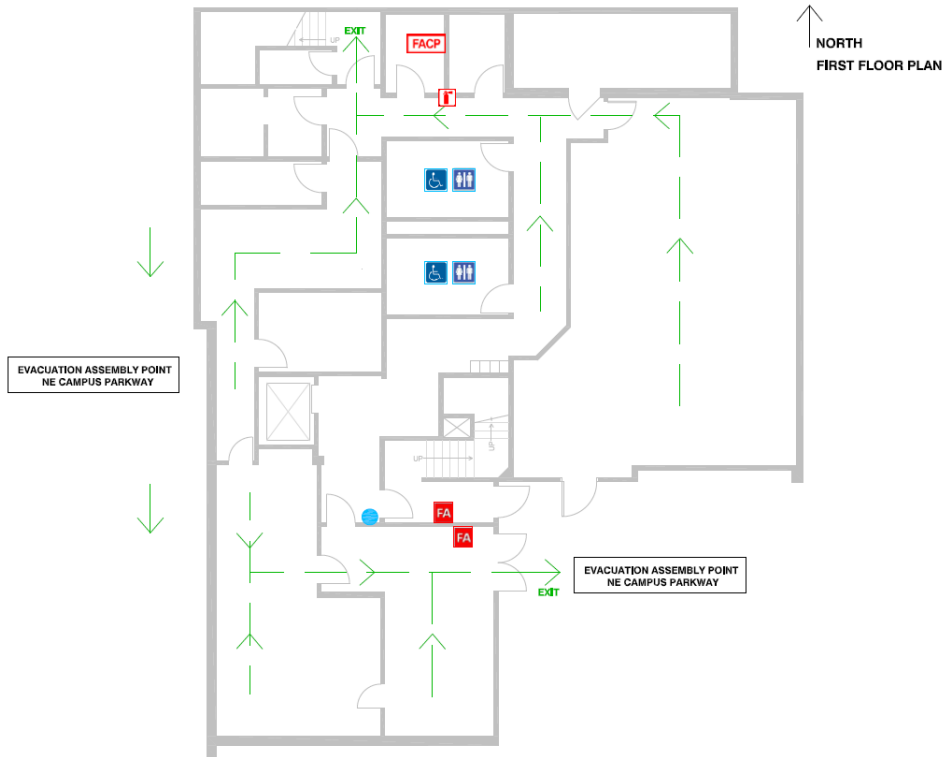 NORTH
FIRST FLOOR PLAN
EXIT
UP
FACP
EVACUATION ASSEMBLY POINT
NE CAMPUS PARKWAY
UP
UP
FA
FA
EVACUATION ASSEMBLY POINT
NE CAMPUS PARKWAY
EXIT